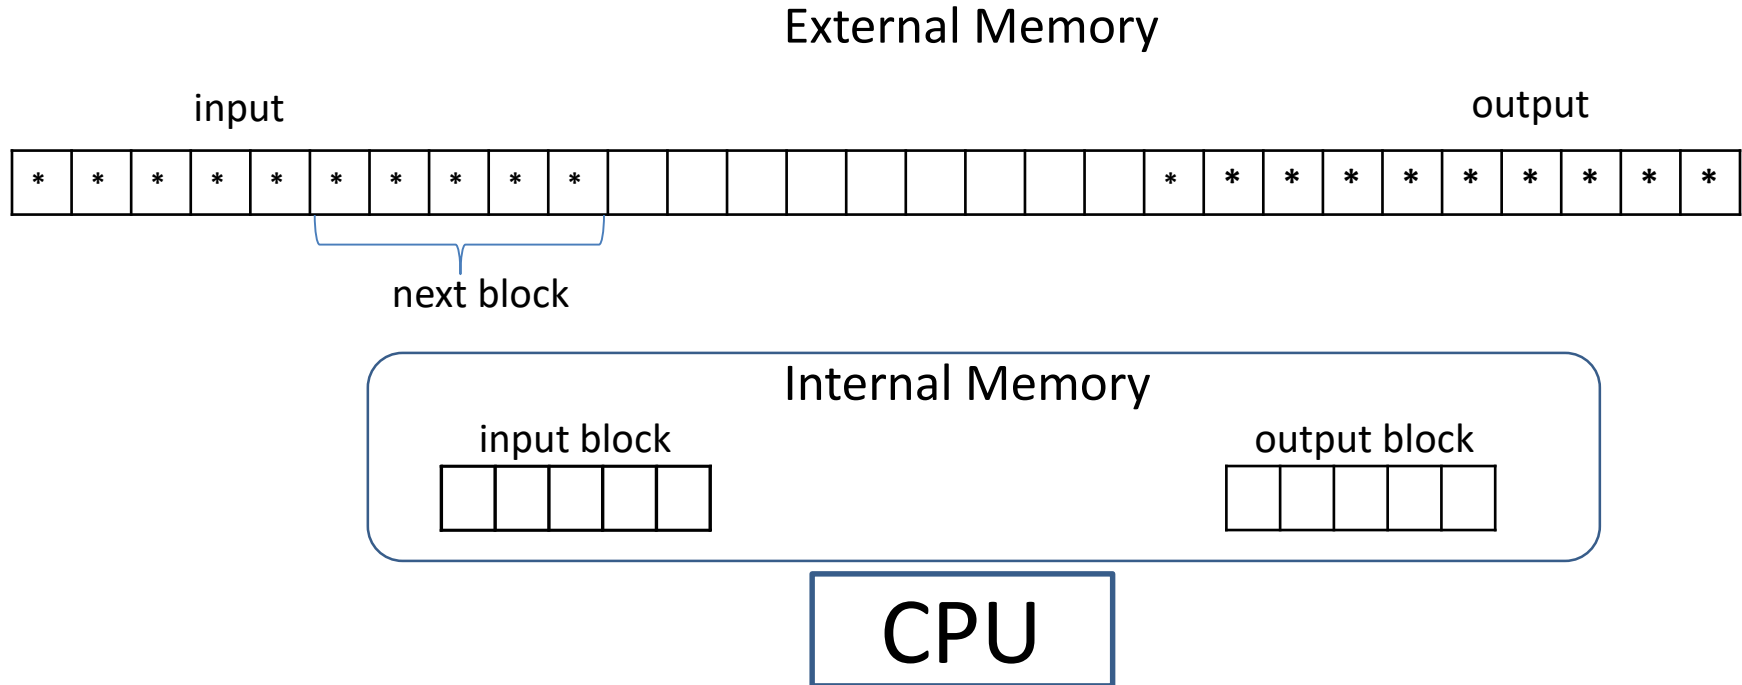 External Memory
input
output
* * * * * * * * * * * * * * * * * * * *
next block
Internal Memory
input block
output block
CPU